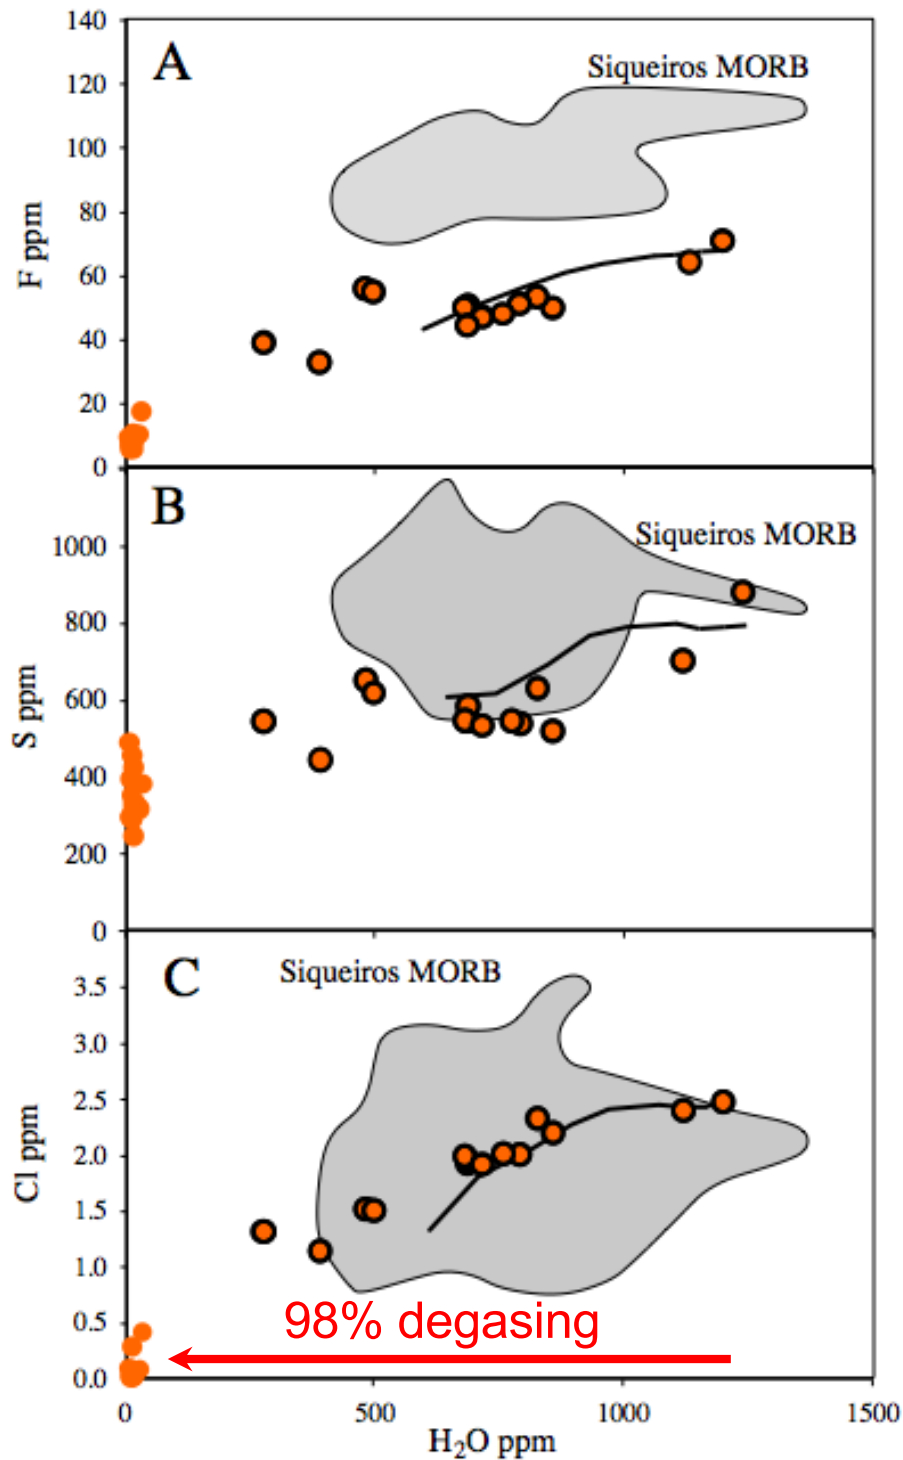 140
A
Siqueiros MORB
120
100
80
60
40
20
0
F ppm
B
Siqueiros MORB
1000
800
600
400
200
0
S ppm
C
Siqueiros MORB
3.5
3.0
2.5
2.0
1.5
1.0
0.5
0.0
Cl ppm
98% degasing
0 500 1000 1500
H₂O ppm